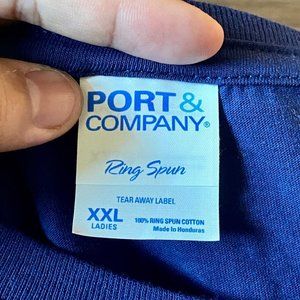 PORT &
COMPANY®
Ring Spun
TEAR AWAY LABEL
XXL
LADIES
100% RING SPUN COTTON
Made In Honduras